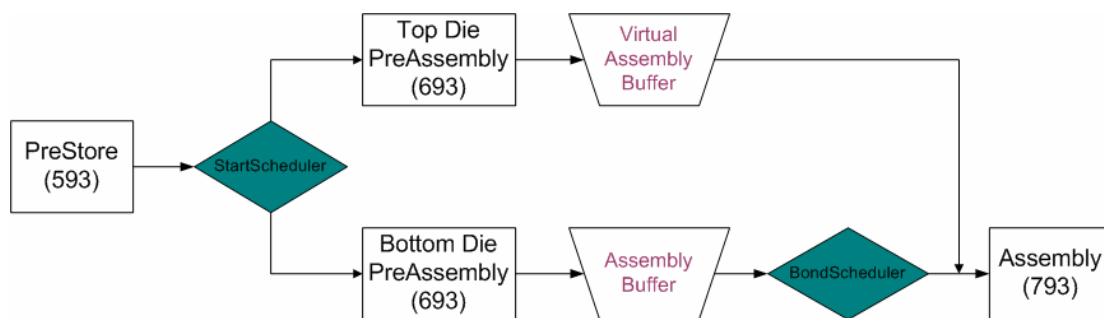 Top Die
PreAssembly
(693)
Virtual
Assembly
Buffer
PreStore
(593)
StartScheduler
Bottom Die
PreAssembly
(693)
Assembly
Buffer
BondScheduler
Assembly
(793)